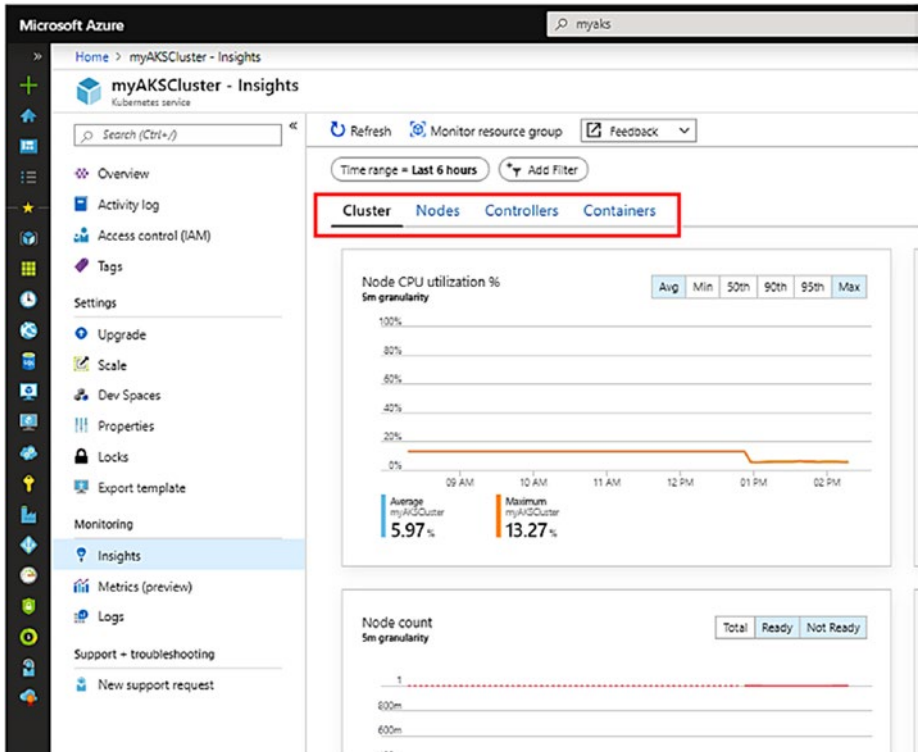 Microsoft Azure
myaks
Home > myAKSCluster - Insights
myAKSCluster - Insights
Kubernetes service
Search (Ctrl+/)
Overview
Activity log
Access control (IAM)
Tags
Settings
Upgrade
Scale
Dev Spaces
Properties
Locks
Export template
Monitoring
Insights
Metrics (preview)
Logs
Support + troubleshooting
New support request
Refresh Monitor resource group Feedback
Time range = Last 6 hours Add Filter
Cluster Nodes Controllers Containers
Node CPU utilization %
5m granularity
Avg Min 50th 90th 95th Max
100%
80%
60%
40%
20%
0%
09 AM 10 AM 11 AM 12 PM 01 PM 02 PM
Average
myAKSCluster
5.97 %
Maximum
myAKSCluster
13.27 %
Node count
5m granularity
Total Ready Not Ready
1
800m
600m